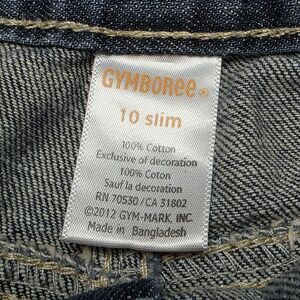 GYMBOREE®
10 slim
100% Cotton
Exclusive of decoration
100% Coton
Sauf la decoration
RN 70530/CA 31802
©2012 GYM-MARK, INC.
Made in Bangladesh